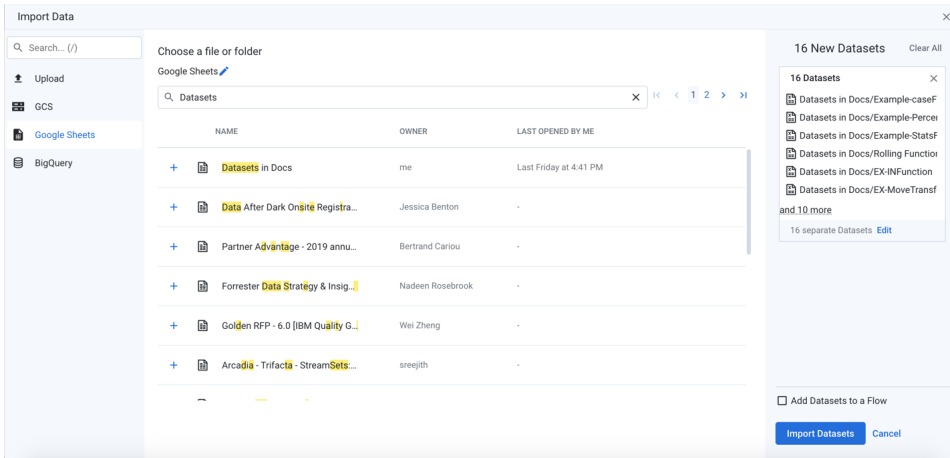 Import Data
Search... (/)
Upload
GCS
Google Sheets
BigQuery
Choose a file or folder
Google Sheets
Datasets
1 2
NAME OWNER LAST OPENED BY ME
Datasets in Docs me Last Friday at 4:41 PM
Data After Dark Onsite Registra... Jessica Benton -
Partner Advantage - 2019 annu... Bertrand Cariou -
Forrester Data Strategy & Insig... Nadeen Rosebrook -
Golden RFP - 6.0 [IBM Quality G... Wei Zheng -
Arcadia - Trifacta - StreamSets:... sreejith -
16 New Datasets Clear All
16 Datasets
Datasets in Docs/Example-caseF
Datasets in Docs/Example-Percen
Datasets in Docs/Example-StatsF
Datasets in Docs/Rolling Function
Datasets in Docs/EX-INFunction
Datasets in Docs/EX-MoveTransf
and 10 more
16 separate Datasets Edit
Add Datasets to a Flow
Import Datasets Cancel